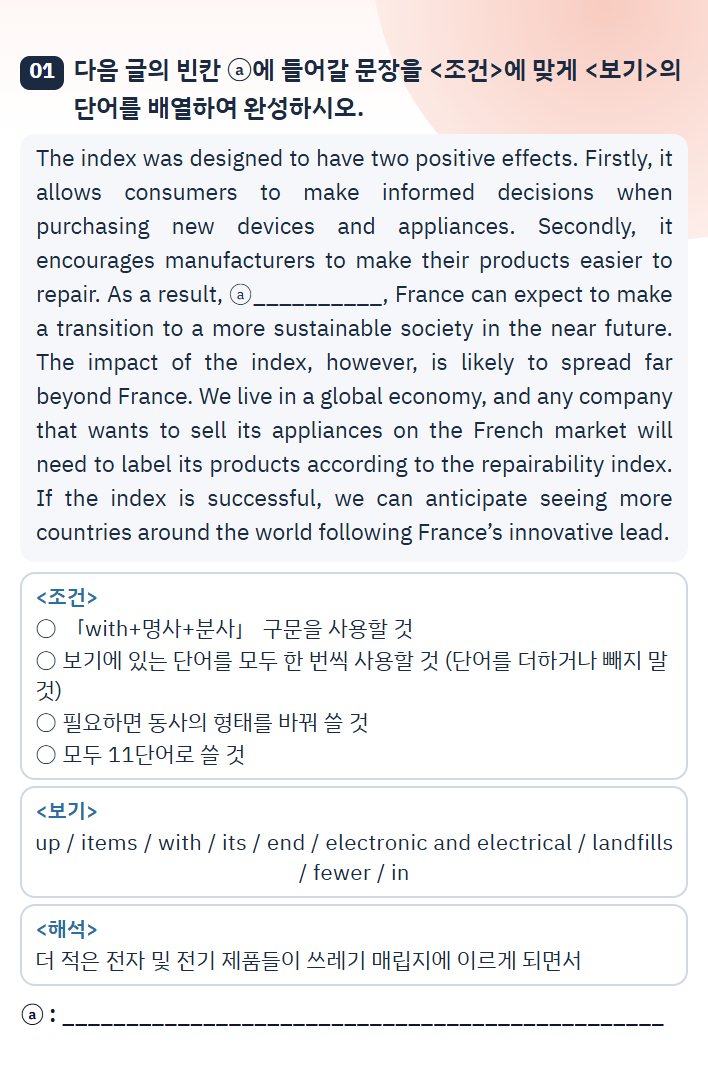 01 다음 글의 빈칸 ⓐ에 들어갈 문장을 <조건>에 맞게 <보기>의
단어를 배열하여 완성하시오.
The index was designed to have two positive effects. Firstly, it
allows consumers to make informed decisions when
purchasing new devices and appliances. Secondly, it
encourages manufacturers to make their products easier to
repair. As a result, ⓐ__________, France can expect to make
a transition to a more sustainable society in the near future.
The impact of the index, however, is likely to spread far
beyond France. We live in a global economy, and any company
that wants to sell its appliances on the French market will
need to label its products according to the repairability index.
If the index is successful, we can anticipate seeing more
countries around the world following France’s innovative lead.
<조건>
○ 「with+명사+분사」 구문을 사용할 것
○ 보기에 있는 단어를 모두 한 번씩 사용할 것 (단어를 더하거나 빼지 말
것)
○ 필요하면 동사의 형태를 바꿔 쓸 것
○ 모두 11단어로 쓸 것
<보기>
up / items / with / its / end / electronic and electrical / landfills
/ fewer / in
<해석>
더 적은 전자 및 전기 제품들이 쓰레기 매립지에 이르게 되면서
ⓐ : ______________________________________________